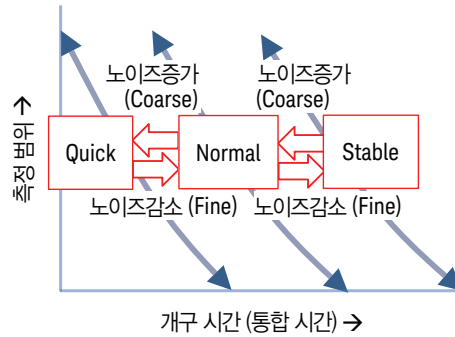 노이즈증가
(Coarse)
노이즈증가
(Coarse)
측정 범위 →
Quick
Normal
Stable
노이즈감소 (Fine)
노이즈감소 (Fine)
개구 시간 (통합 시간) →